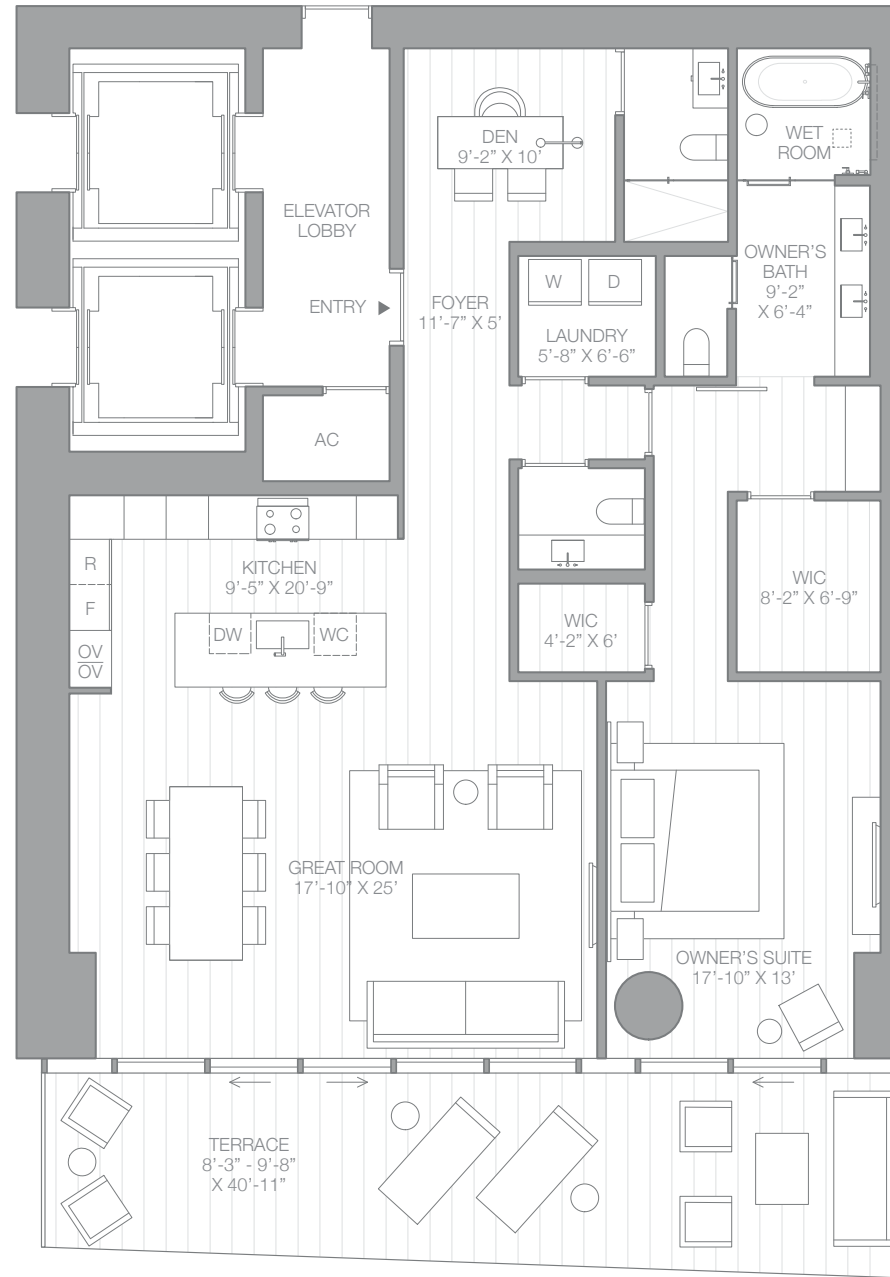 DEN
9'-2" X 10'
WET
ROOM
ELEVATOR
LOBBY
OWNER'S
BATH
9'-2"
X 6'-4"
W
D
ENTRY
FOYER
11'-7" X 5'
LAUNDRY
5'-8" X 6'-6"
AC
R
F
OV
OV
KITCHEN
9'-5" X 20'-9"
DW
WC
WIC
4'-2" X 6'
WIC
8'-2" X 6'-9"
GREAT ROOM
17'-10" X 25'
OWNER'S SUITE
17'-10" X 13'
TERRACE
8'-3" - 9'-8"
X 40'-11"